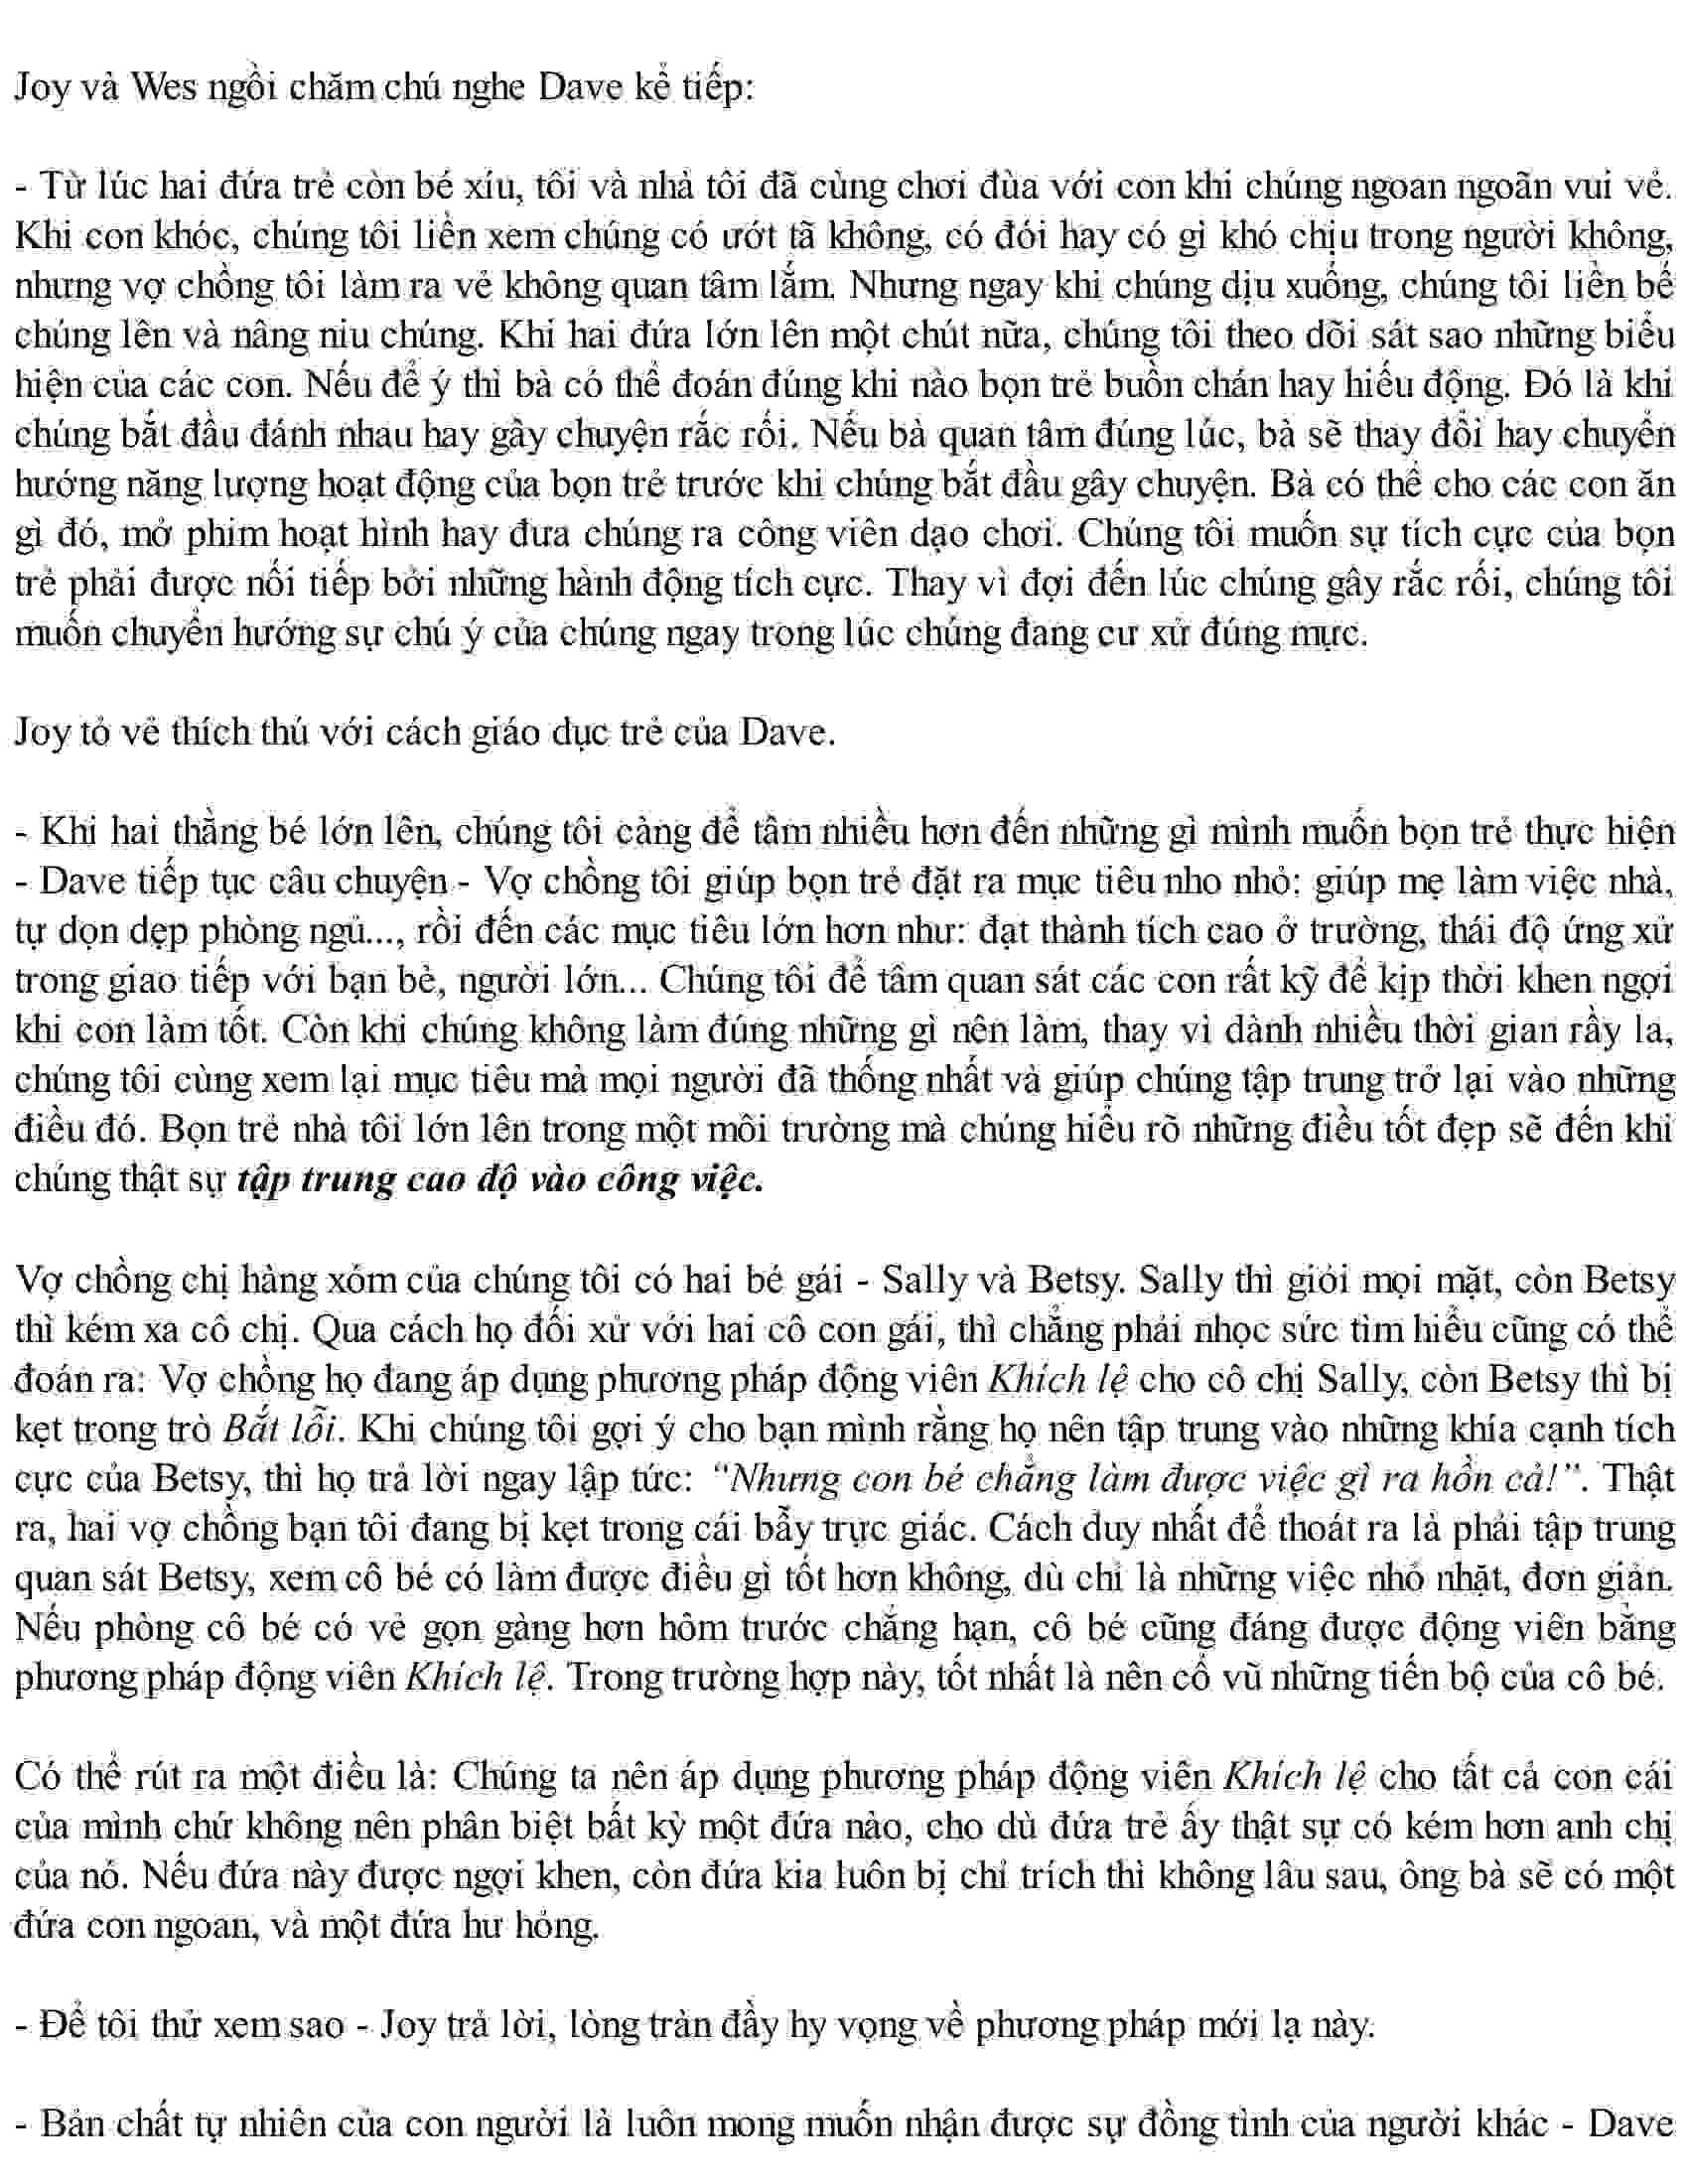 Joy và Wes ngồi chăm chú nghe Dave kể tiếp:
- Từ lúc hai đứa trẻ còn bé xíu, tôi và nhà tôi đã cùng chơi đùa với con khi chúng ngoan ngoãn vui vẻ.
Khi con khóc, chúng tôi liền xem chúng có ướt tã không, có đói hay có gì khó chịu trong người không,
nhưng vợ chồng tôi làm ra vẻ không quan tâm lắm. Nhưng ngay khi chúng dịu xuống, chúng tôi liền bế
chúng lên và nâng niu chúng. Khi hai đứa lớn lên một chút nữa, chúng tôi theo dõi sát sao những biểu
hiện của các con. Nếu để ý thì bà có thể đoán đúng khi nào bọn trẻ buồn chán hay hiếu động. Đó là khi
chúng bắt đầu đánh nhau hay gây chuyện rắc rối. Nếu bà quan tâm đúng lúc, bà sẽ thay đổi hay chuyển
hướng năng lượng hoạt động của bọn trẻ trước khi chúng bắt đầu gây chuyện. Bà có thể cho các con ăn
gì đó, mở phim hoạt hình hay đưa chúng ra công viên dạo chơi. Chúng tôi muốn sự tích cực của bọn
trẻ phải được nối tiếp bởi những hành động tích cực. Thay vì đợi đến lúc chúng gây rắc rối, chúng tôi
muốn chuyển hướng sự chú ý của chúng ngay trong lúc chúng đang cư xử đúng mực.
Joy tỏ vẻ thích thú với cách giáo dục trẻ của Dave.
- Khi hai thằng bé lớn lên, chúng tôi càng để tâm nhiều hơn đến những gì mình muốn bọn trẻ thực hiện
- Dave tiếp tục câu chuyện - Vợ chồng tôi giúp bọn trẻ đặt ra mục tiêu nho nhỏ: giúp mẹ làm việc nhà,
tự dọn dẹp phòng ngủ..., rồi đến các mục tiêu lớn hơn như: đạt thành tích cao ở trường, thái độ ứng xử
trong giao tiếp với bạn bè, người lớn... Chúng tôi để tâm quan sát các con rất kỹ để kịp thời khen ngợi
khi con làm tốt. Còn khi chúng không làm đúng những gì nên làm, thay vì dành nhiều thời gian rầy la,
chúng tôi cùng xem lại mục tiêu mà mọi người đã thống nhất và giúp chúng tập trung trở lại vào những
điều đó. Bọn trẻ nhà tôi lớn lên trong một môi trường mà chúng hiểu rõ những điều tốt đẹp sẽ đến khi
chúng thật sự tập trung cao độ vào công việc.
Vợ chồng chị hàng xóm của chúng tôi có hai bé gái - Sally và Betsy. Sally thì giỏi mọi mặt, còn Betsy
thì kém xa cô chị. Qua cách họ đối xử với hai cô con gái, thì chẳng phải nhọc sức tìm hiểu cũng có thể
đoán ra: Vợ chồng họ đang áp dụng phương pháp động viên Khích lệ cho cô chị Sally, còn Betsy thì bị
kẹt trong trò Bắt lỗi. Khi chúng tôi gợi ý cho bạn mình rằng họ nên tập trung vào những khía cạnh tích
cực của Betsy, thì họ trả lời ngay lập tức: “Nhưng con bé chẳng làm được việc gì ra hồn cả!”. Thật
ra, hai vợ chồng bạn tôi đang bị kẹt trong cái bẫy trực giác. Cách duy nhất để thoát ra là phải tập trung
quan sát Betsy, xem cô bé có làm được điều gì tốt hơn không, dù chỉ là những việc nhỏ nhặt, đơn giản.
Nếu phòng cô bé có vẻ gọn gàng hơn hôm trước chẳng hạn, cô bé cũng đáng được động viên bằng
phương pháp động viên Khích lệ. Trong trường hợp này, tốt nhất là nên cổ vũ những tiến bộ của cô bé.
Có thể rút ra một điều là: Chúng ta nên áp dụng phương pháp động viên Khích lệ cho tất cả con cái
của mình chứ không nên phân biệt bất kỳ một đứa nào, cho dù đứa trẻ ấy thật sự có kém hơn anh chị
của nó. Nếu đứa này được ngợi khen, còn đứa kia luôn bị chỉ trích thì không lâu sau, ông bà sẽ có một
đứa con ngoan, và một đứa hư hỏng.
- Để tôi thử xem sao - Joy trả lời, lòng tràn đầy hy vọng về phương pháp mới lạ này.
- Bản chất tự nhiên của con người là luôn mong muốn nhận được sự đồng tình của người khác - Dave